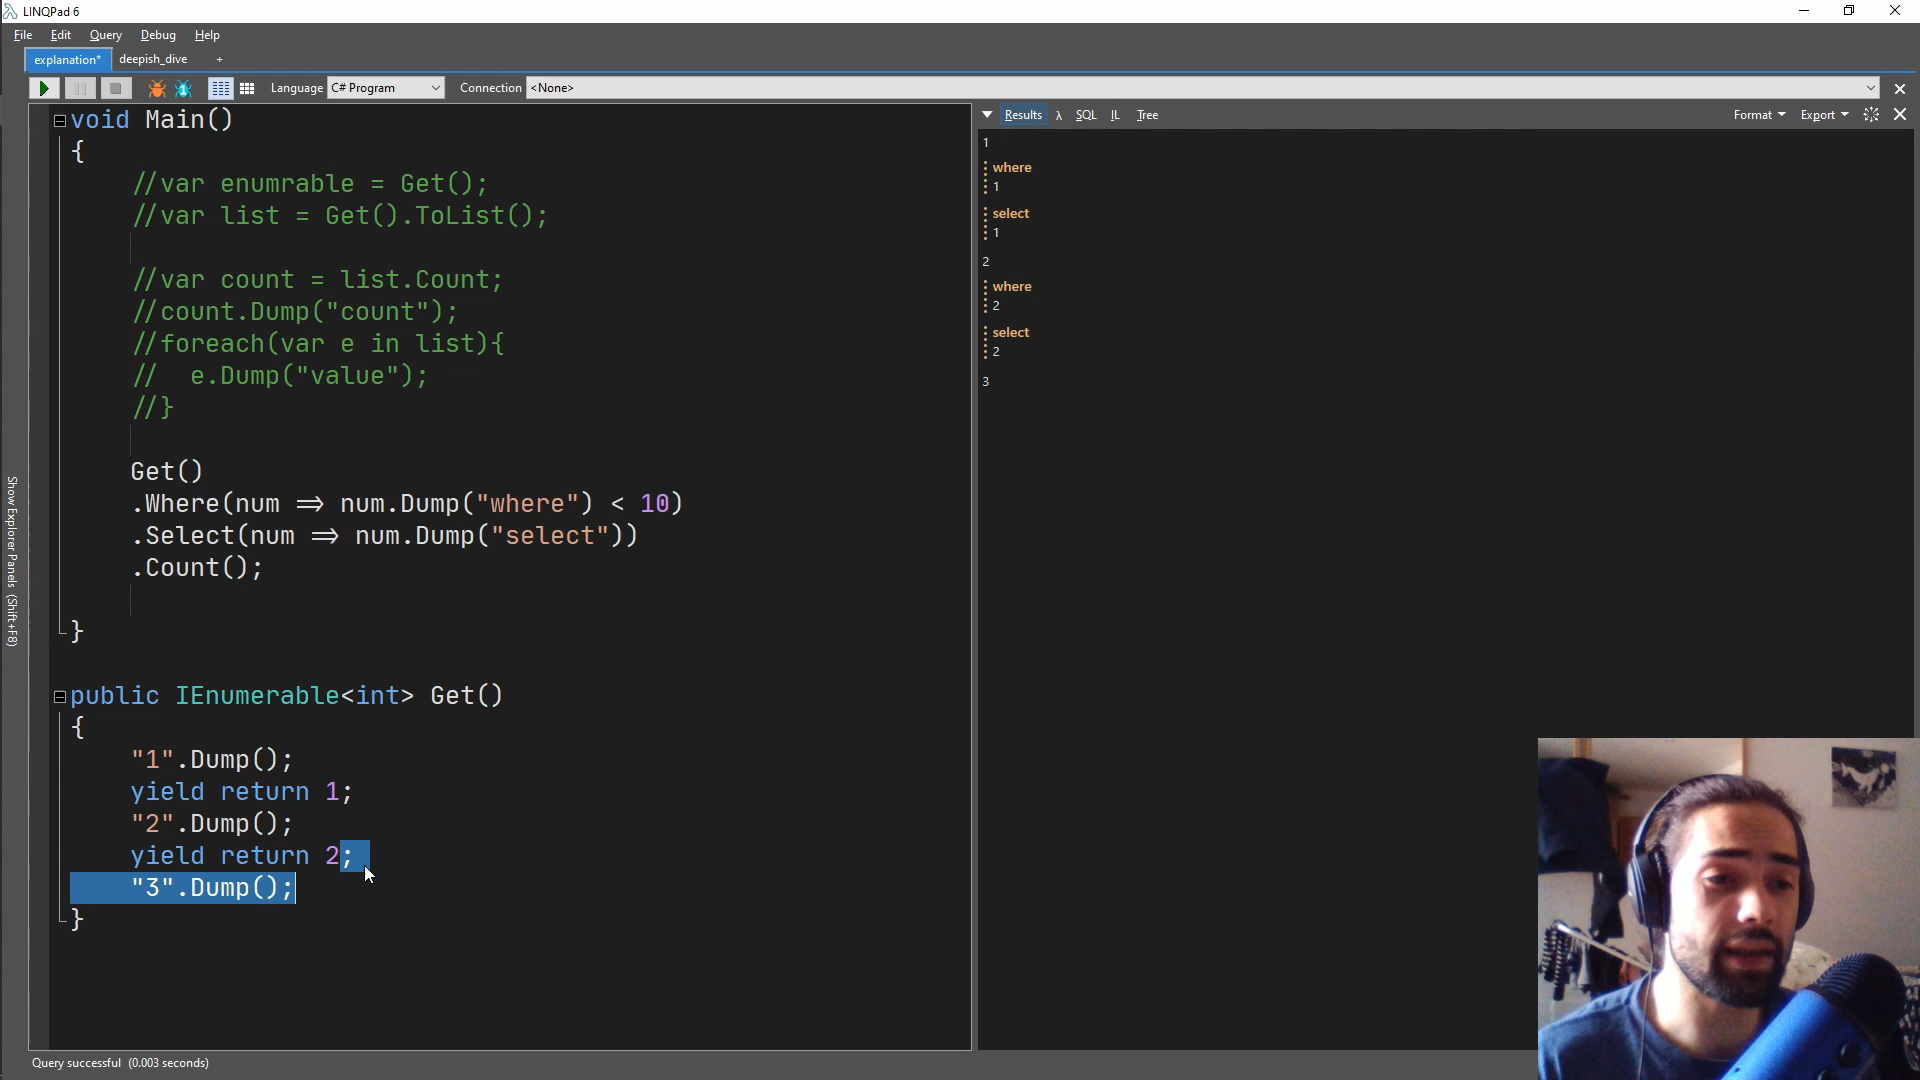 LINQPad 6
File Edit Query Debug Help
explanation* deepish_dive +
Language C# Program Connection <None>
void Main()
{
//var enumrable = Get();
//var list = Get().ToList();
//var count = list.Count;
//count.Dump("count");
//foreach(var e in list){
// e.Dump("value");
//}
Get()
.Where(num => num.Dump("where") < 10)
.Select(num => num.Dump("select"))
.Count();
}
public IEnumerable<int> Get()
{
"1".Dump();
yield return 1;
"2".Dump();
yield return 2;
"3".Dump();
}
Show Explorer Panels (Shift+F8)
Results λ SQL IL Tree Format Export
1
where
1
select
1
2
where
2
select
2
3
Query successful (0.003 seconds)